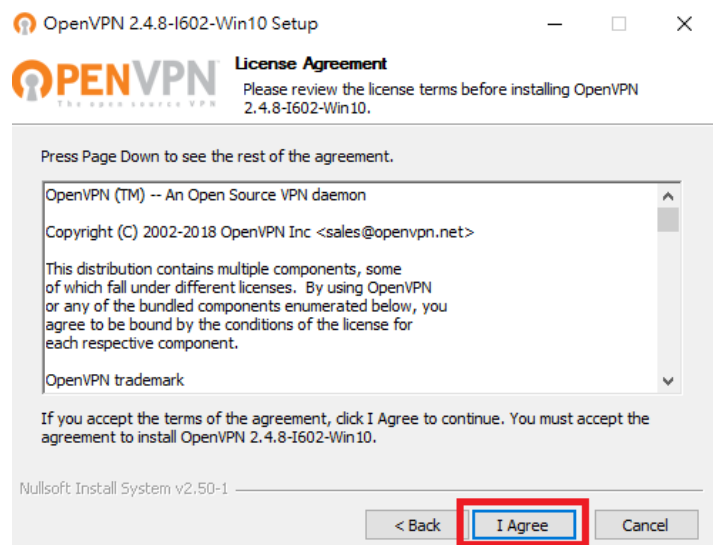 OpenVPN 2.4.8-I602-Win10 Setup
OPENVPN
The open source VPN
License Agreement
Please review the license terms before installing OpenVPN
2.4.8-I602-Win10.
Press Page Down to see the rest of the agreement.
OpenVPN (TM) -- An Open Source VPN daemon
Copyright (C) 2002-2018 OpenVPN Inc <sales@openvpn.net>
This distribution contains multiple components, some
of which fall under different licenses.  By using OpenVPN
or any of the bundled components enumerated below, you
agree to be bound by the conditions of the license for
each respective component.
OpenVPN trademark
If you accept the terms of the agreement, click I Agree to continue. You must accept the
agreement to install OpenVPN 2.4.8-I602-Win10.
Nullsoft Install System v2.50-1
< Back
I Agree
Cancel